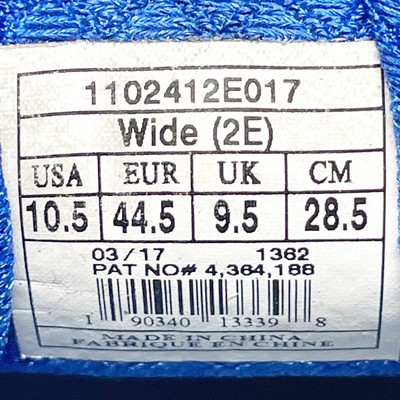 1102412E017
Wide (2E)
USA EUR UK CM
10.5 44.5 9.5 28.5
03/17 1362
PAT NO# 4,364,188
1 90340 13339 8
MADE IN CHINA
FABRIQUE EN CHINE